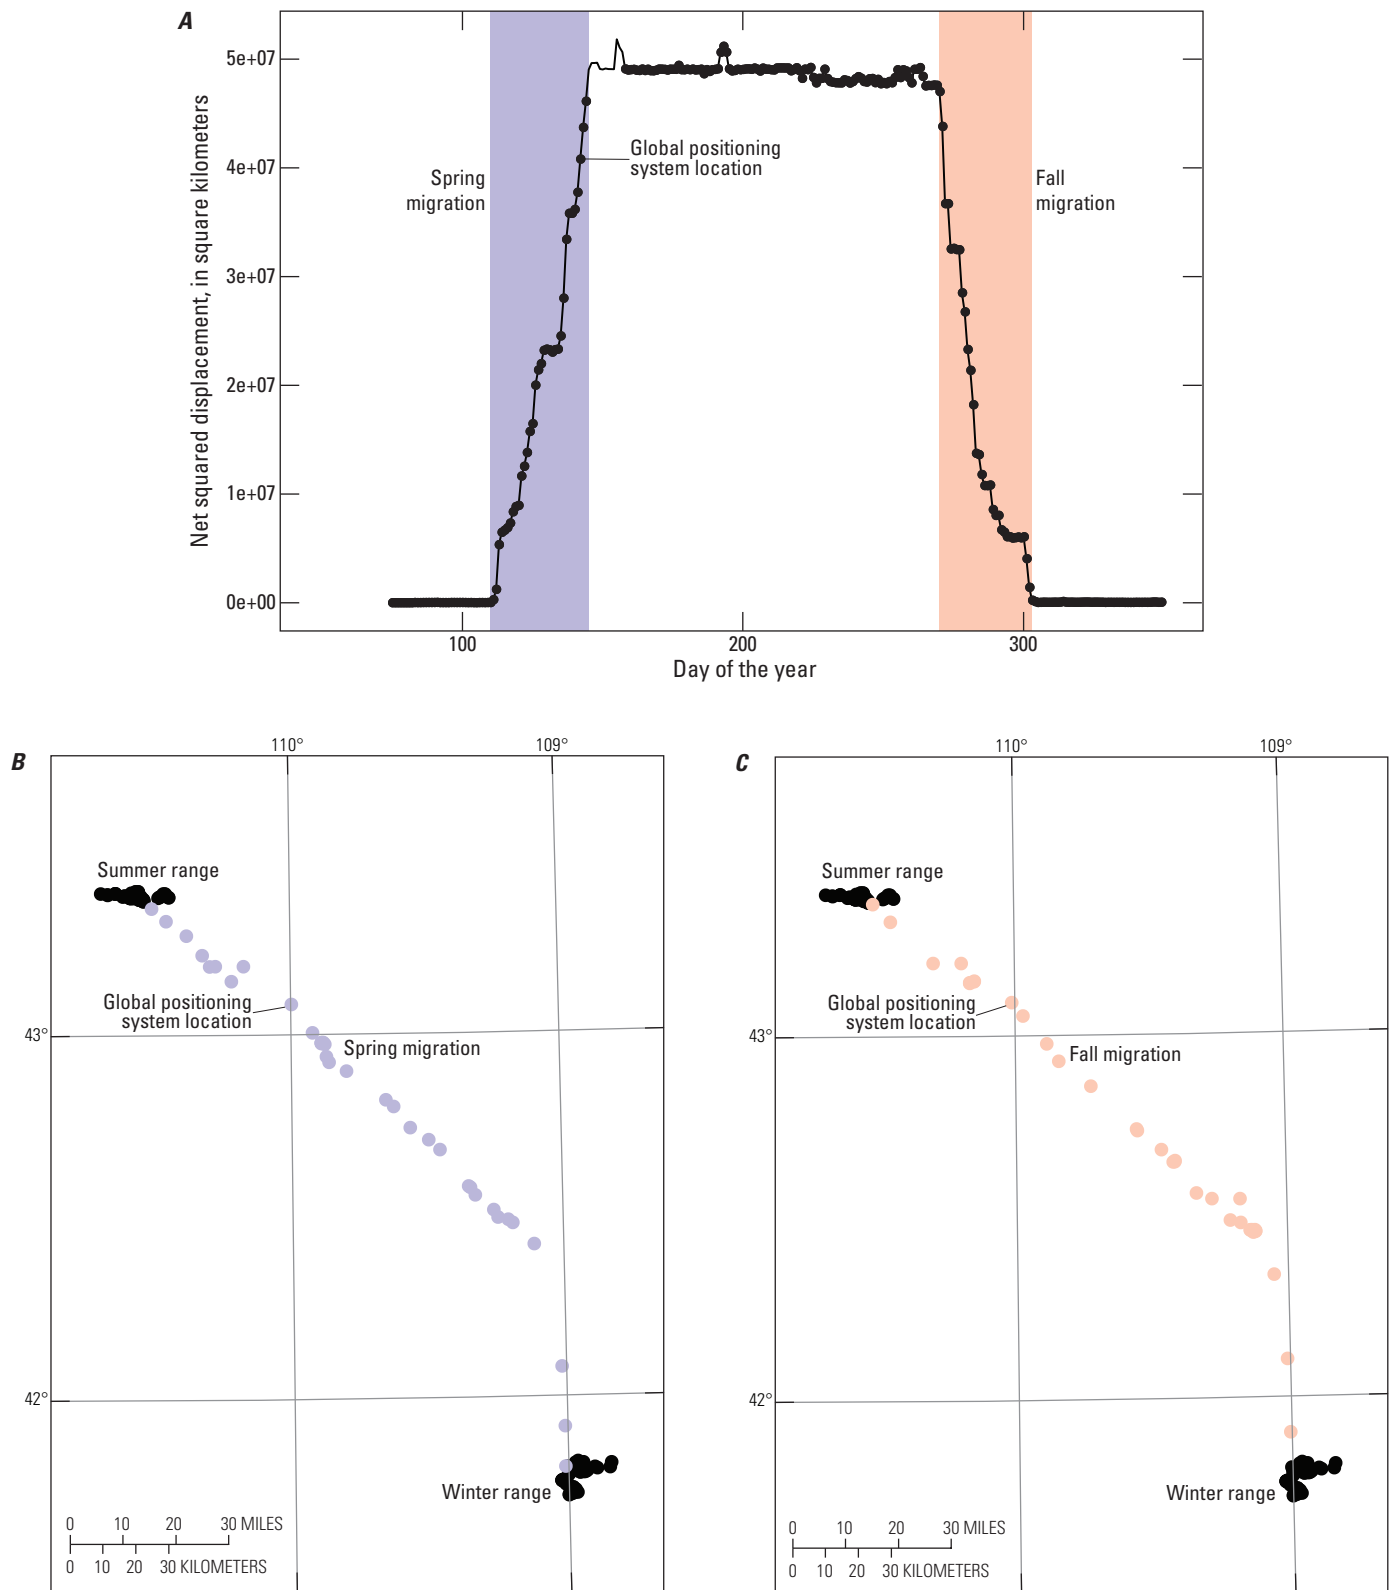 A
Net squared displacement, in square kilometers
5e+07
4e+07
3e+07
2e+07
1e+07
0e+00
Spring
migration
Global positioning
system location
Fall
migration
100
200
300
Day of the year
B
110°
109°
Summer range
Global positioning
system location
43°
Spring migration
42°
Winter range
0 10 20 30 MILES
0 10 20 30 KILOMETERS
C
110°
109°
Summer range
Global positioning
system location
43°
Fall migration
42°
Winter range
0 10 20 30 MILES
0 10 20 30 KILOMETERS